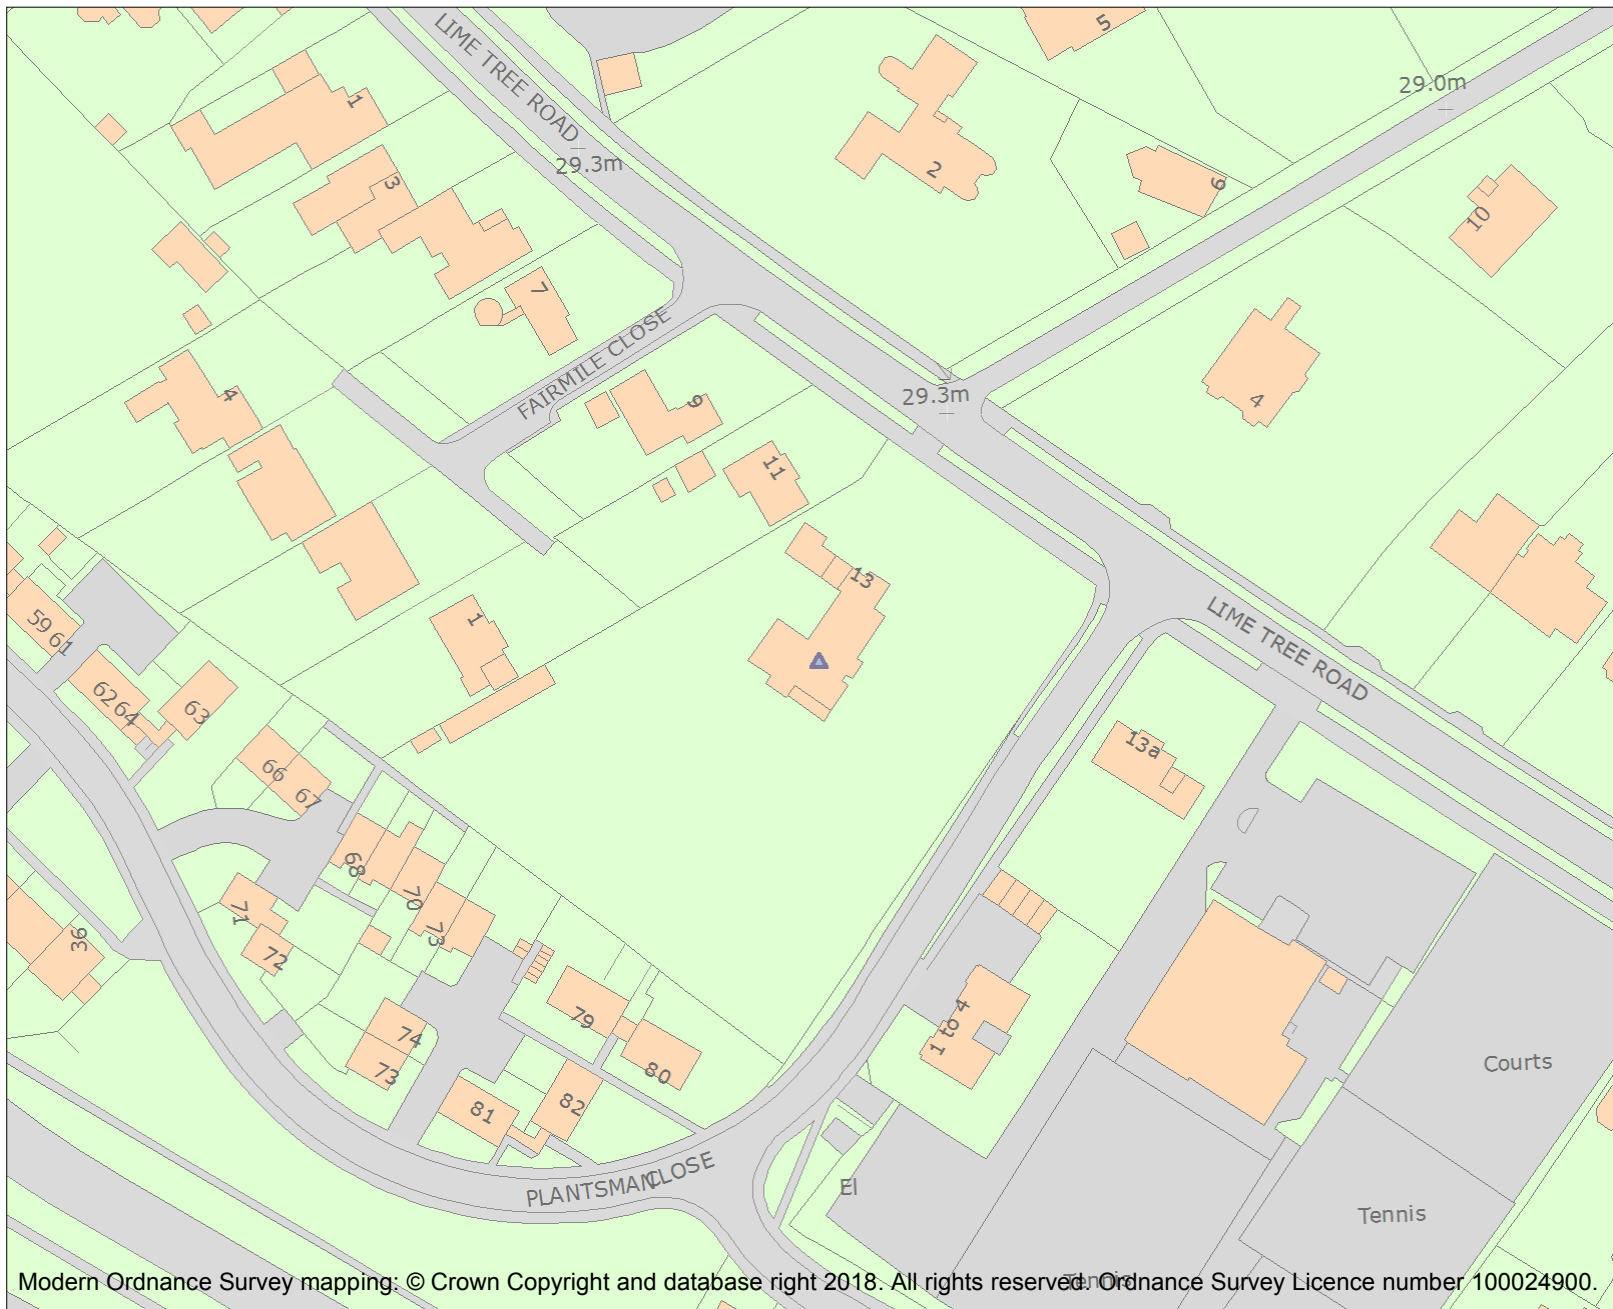 LIME TREE ROAD
5
29.0m
1
29.3m
3
2
6
10
7
FAIRMILE CLOSE
4
9
29.3m
4
11
13
1
LIME TREE ROAD
59 61
62 64
63
13a
66
67
68
70
71
73
36
72
79
74
73
80
1 to 4
81
82
Courts
PLANTSMAN CLOSE
El
Tennis
Tennis
Modern Ordnance Survey mapping: © Crown Copyright and database right 2018. All rights reserved. Ordnance Survey Licence number 100024900.